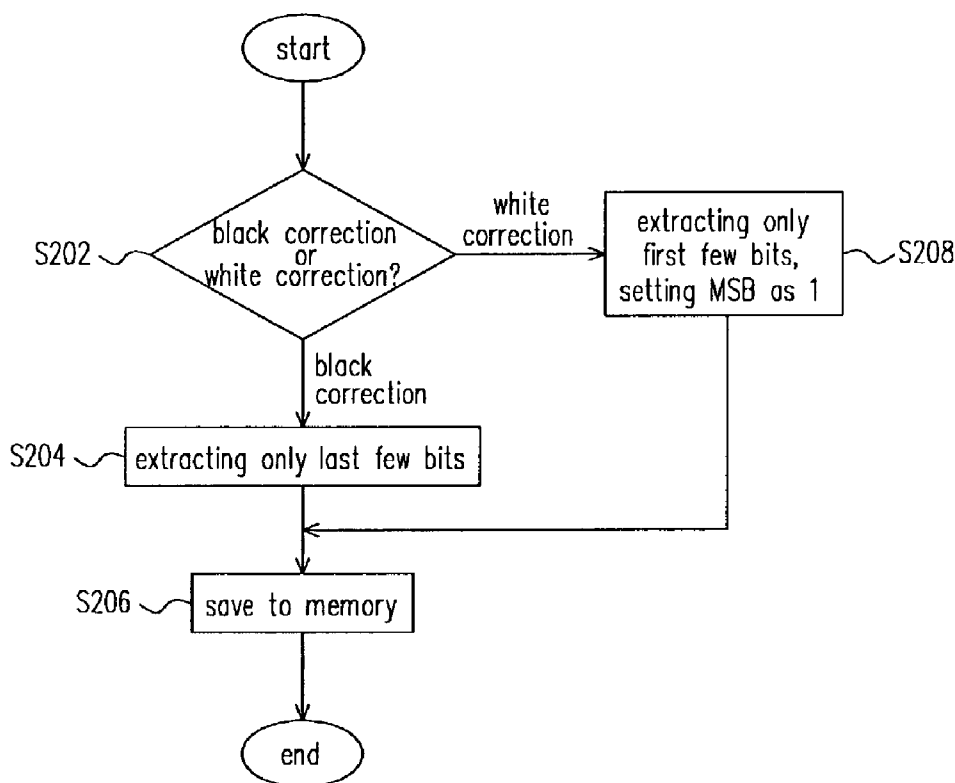 start
S202
black correction
or
white correction?
white
correction
extracting only
first few bits,
setting MSB as 1
S208
black
correction
S204
extracting only last few bits
S206
save to memory
end